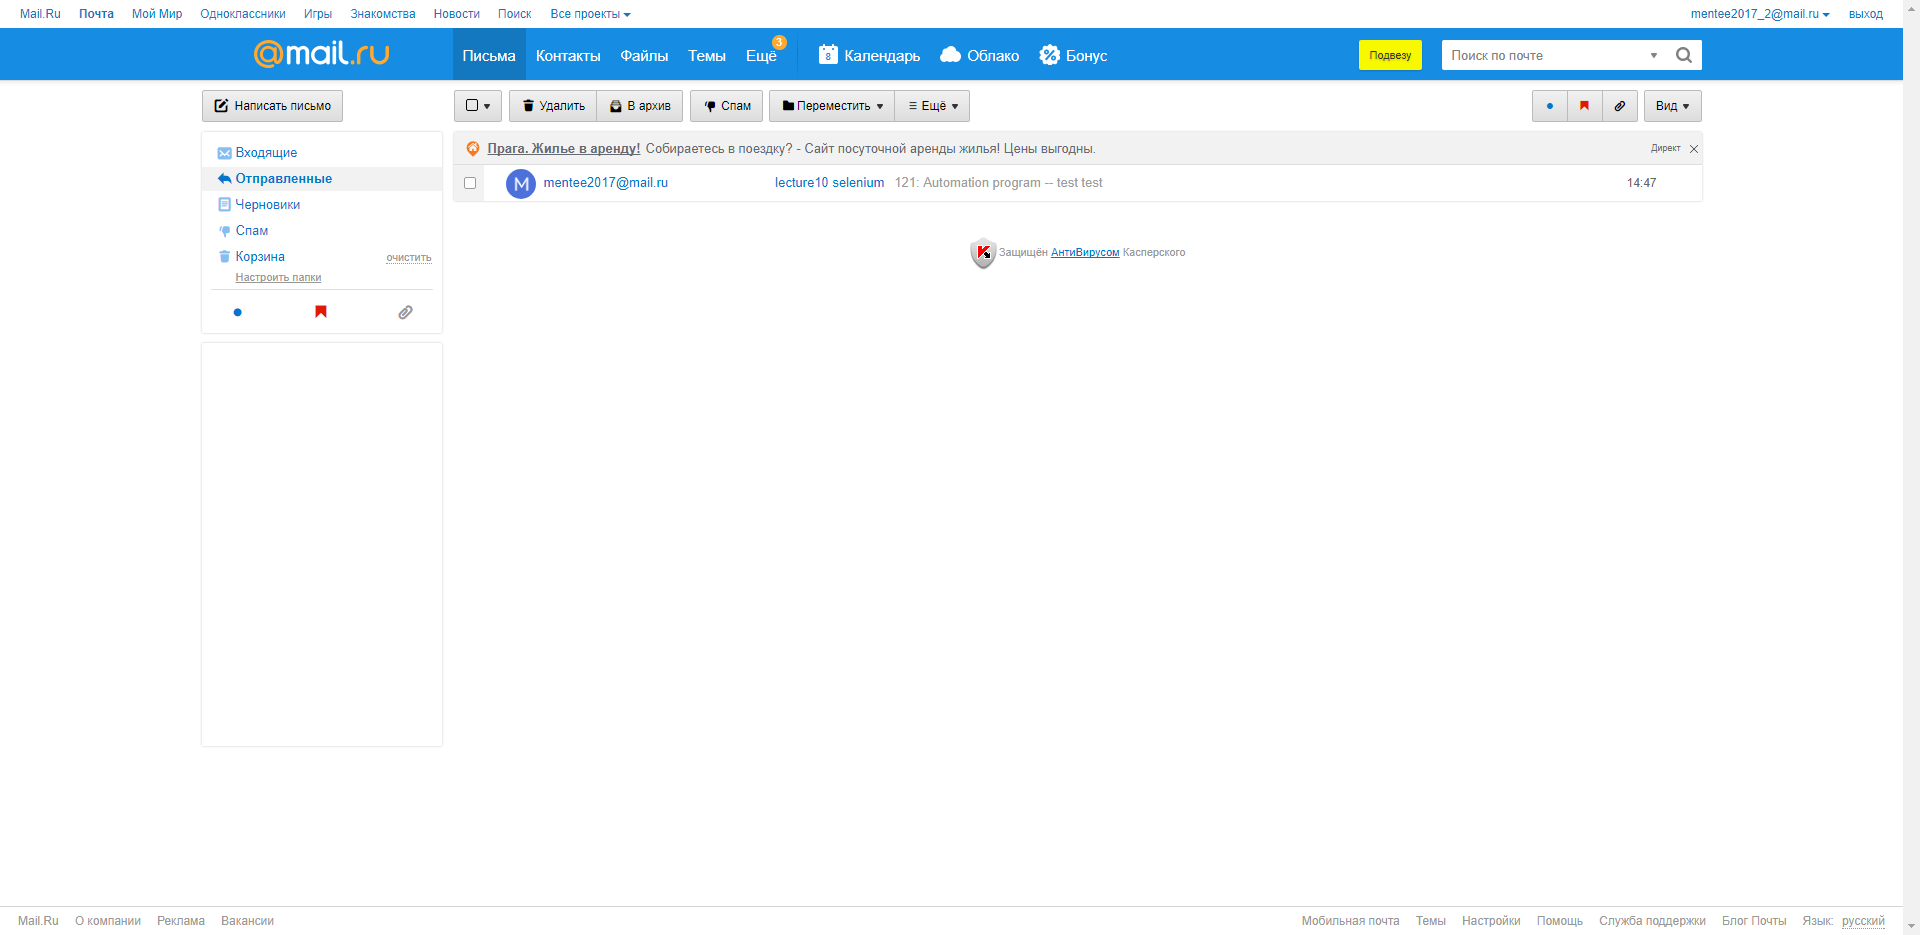 Mail.Ru Почта Мой Мир Одноклассники Игры Знакомства Новости Поиск Все проекты mentee2017_2@mail.ru выход
@mail.ru Письма Контакты Файлы Темы Ещё 3 8 Календарь Облако Бонус Подвезу Поиск по почте
Написать письмо Удалить В архив Спам Переместить Ещё Вид
Прага. Жилье в аренду! Собираетесь в поездку? - Сайт посуточной аренды жилья! Цены выгодны. Директ
Входящие
Отправленные
M mentee2017@mail.ru lecture10 selenium 121: Automation program -- test test 14:47
Черновики
Спам
Корзина очистить
Настроить папки
Защищён АнтиВирусом Касперского
Mail.Ru О компании Реклама Вакансии Мобильная почта Темы Настройки Помощь Служба поддержки Блог Почты Язык: русский